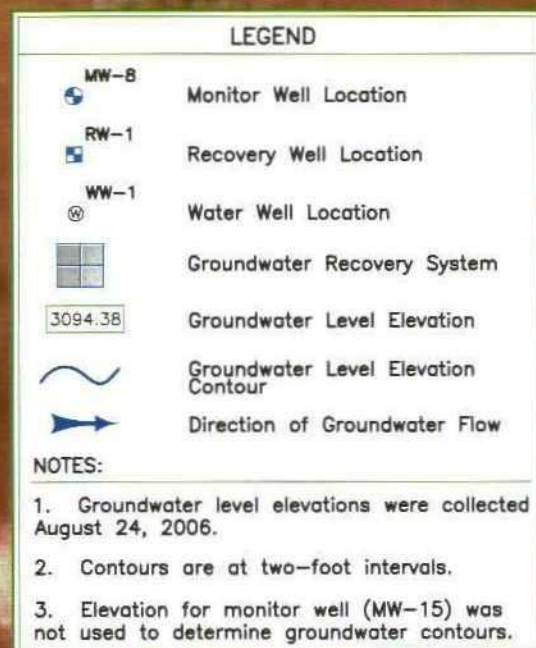 LEGEND
MW-8
Monitor Well Location
RW-1
Recovery Well Location
WW-1
W
Water Well Location
Groundwater Recovery System
3094.38
Groundwater Level Elevation
Groundwater Level Elevation
Contour
Direction of Groundwater Flow
NOTES:
1. Groundwater level elevations were collected
August 24, 2006.
2. Contours are at two-foot intervals.
3. Elevation for monitor well (MW-15) was
not used to determine groundwater contours.